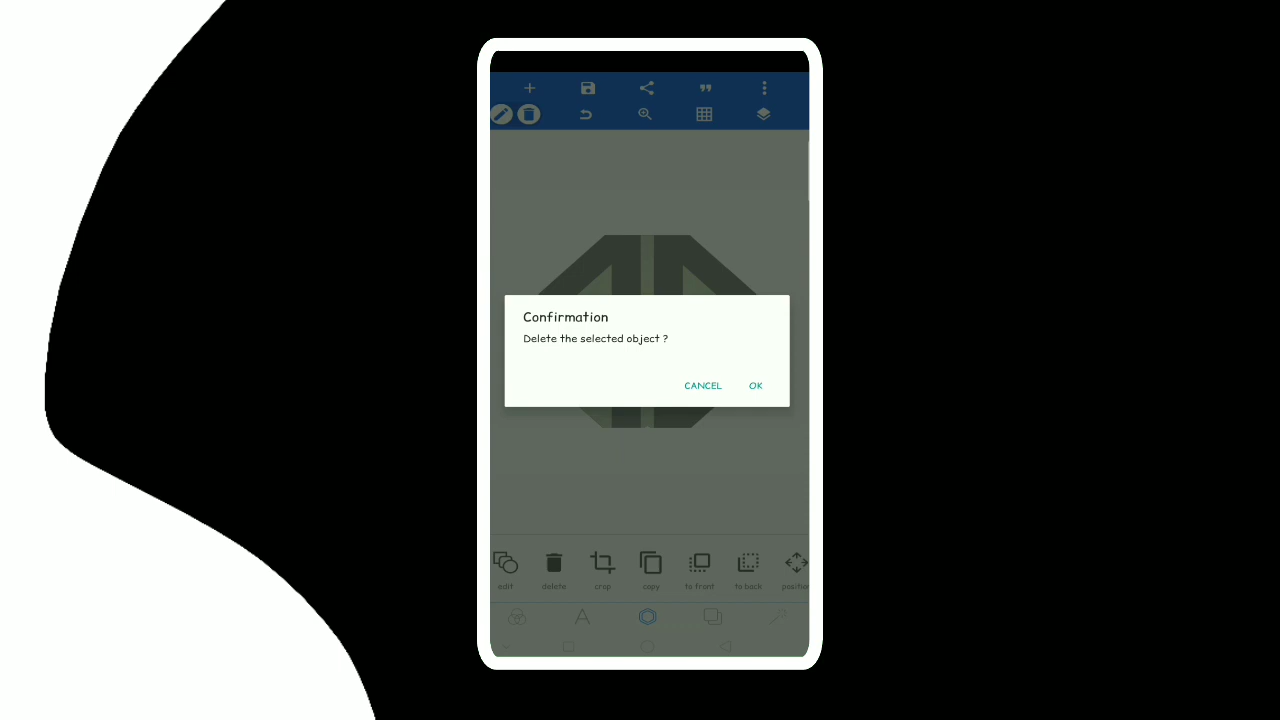 Confirmation
Delete the selected object ?
CANCEL OK
edit delete crop copy to front to back position